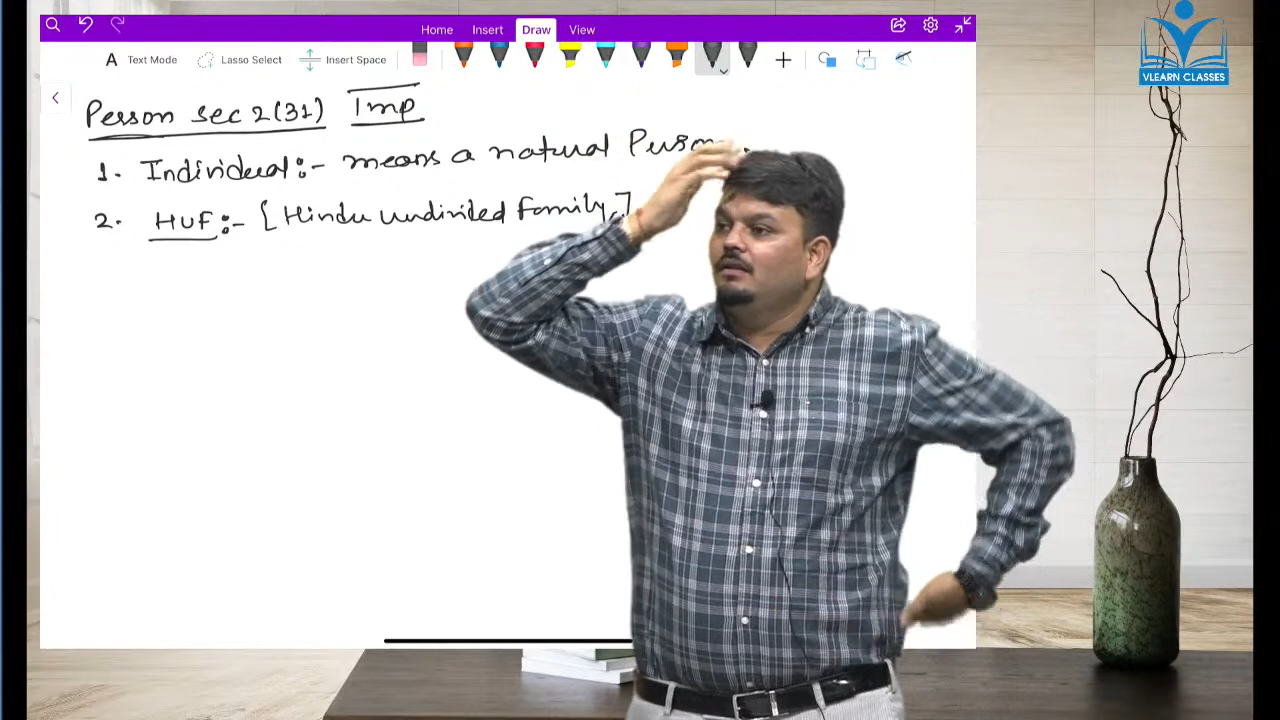 Home Insert Draw View
A Text Mode Lasso Select Insert Space
VLEARN CLASSES
Person Sec 2(31) Imp
1. Individual:- means a natural Person.
2. HUF:- [Hindu undivided Family]